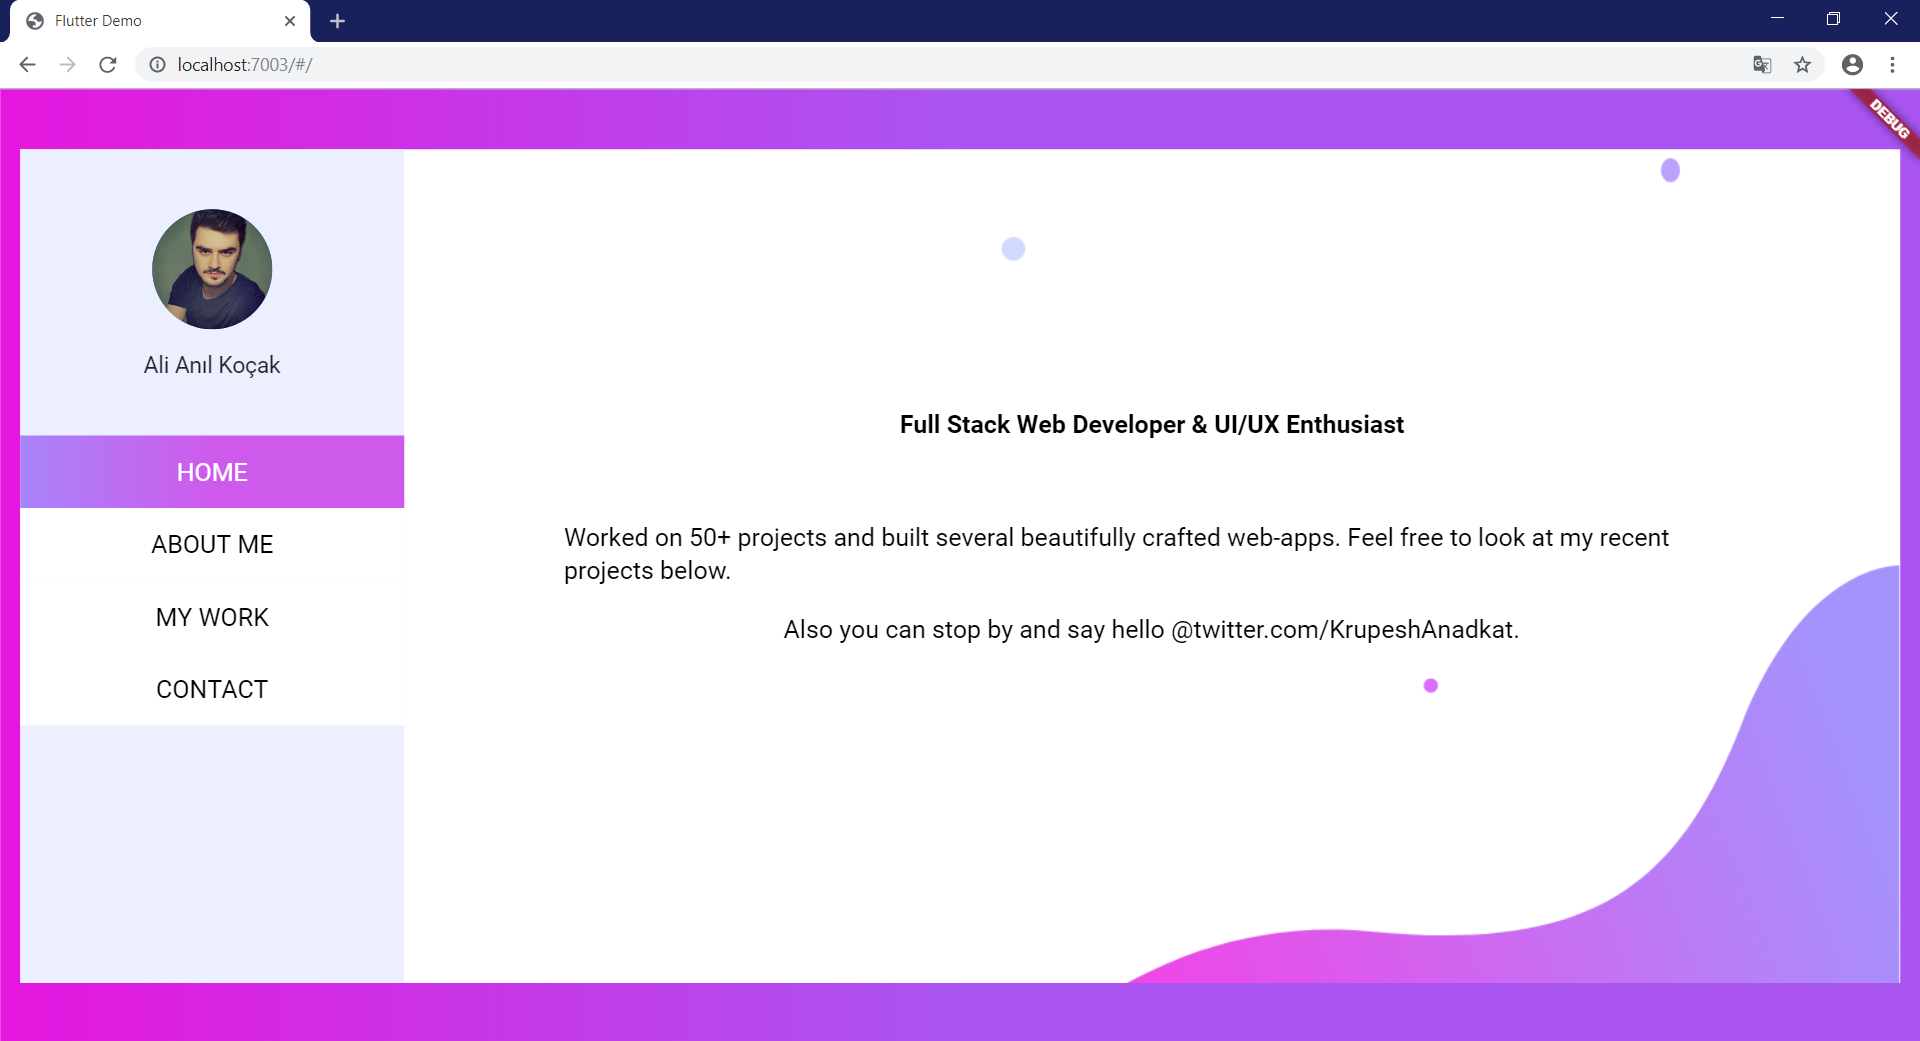 Flutter Demo
localhost:7003/#/
DEBUG
Ali Anıl Koçak
HOME
ABOUT ME
MY WORK
CONTACT
Full Stack Web Developer & UI/UX Enthusiast
Worked on 50+ projects and built several beautifully crafted web-apps. Feel free to look at my recent
projects below.
Also you can stop by and say hello @twitter.com/KrupeshAnadkat.